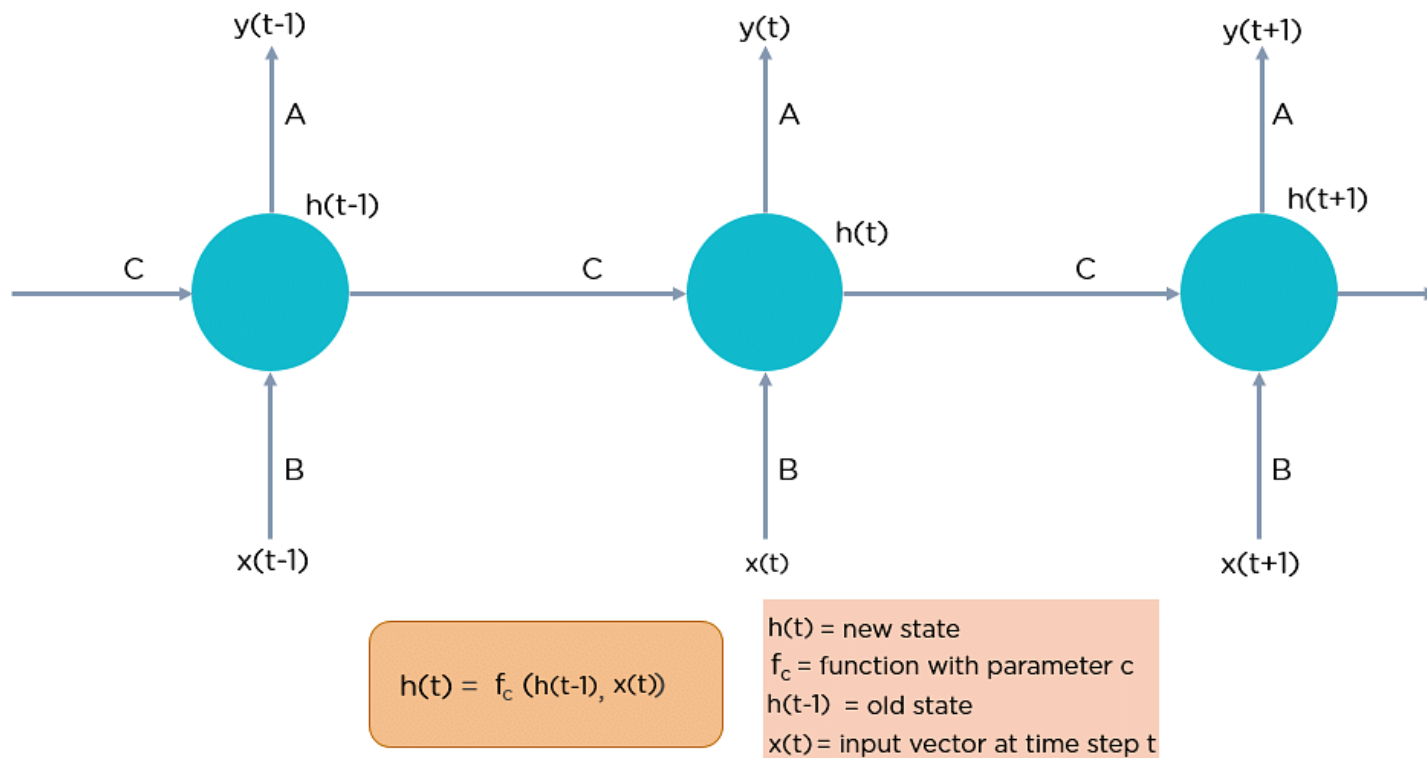 y(t-1) y(t) y(t+1)
A A A
h(t-1) h(t) h(t+1)
C C C
B B B
x(t-1) x(t) x(t+1)
h(t) = fc (h(t-1), x(t))
h(t) = new state
fc = function with parameter c
h(t-1) = old state
x(t) = input vector at time step t